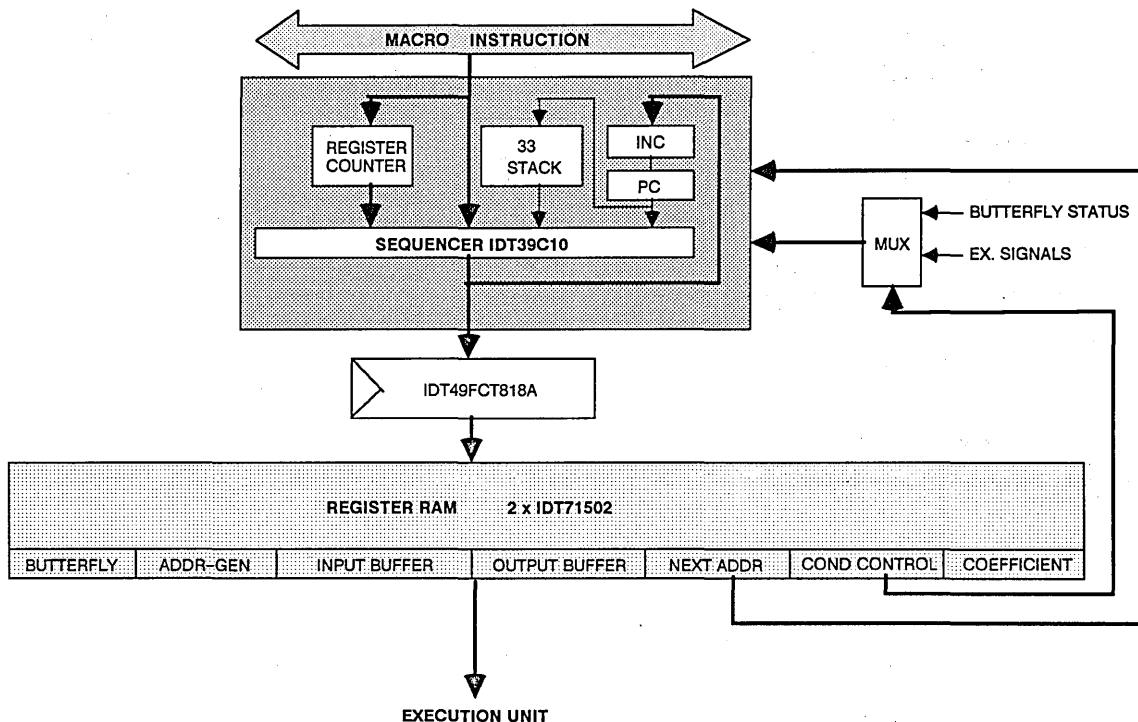 MACRO INSTRUCTION
REGISTER
COUNTER
33
STACK
INC
PC
SEQUENCER IDT39C10
MUX
BUTTERFLY STATUS
EX. SIGNALS
IDT49FCT818A
REGISTER RAM 2 x IDT71502
BUTTERFLY ADDR-GEN INPUT BUFFER OUTPUT BUFFER NEXT ADDR COND CONTROL COEFFICIENT
EXECUTION UNIT